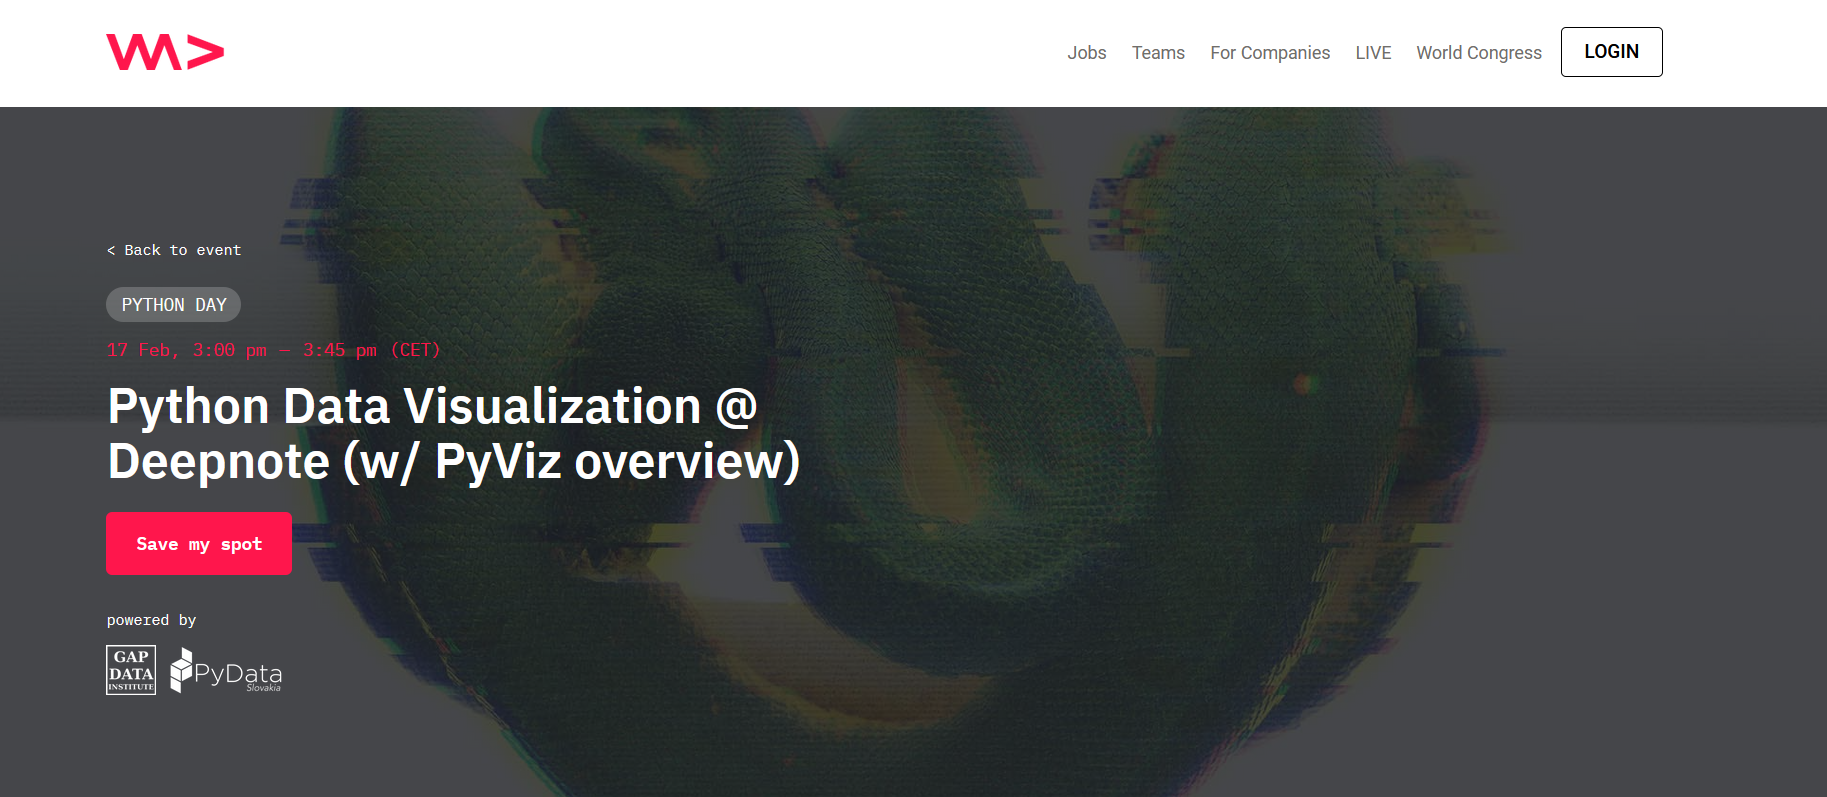 Jobs Teams For Companies LIVE World Congress LOGIN
< Back to event
PYTHON DAY
17 Feb, 3:00 pm – 3:45 pm (CET)
Python Data Visualization @
Deepnote (w/ PyViz overview)
Save my spot
powered by
GAP
DATA
INSTITUTE
PyData
Slovakia